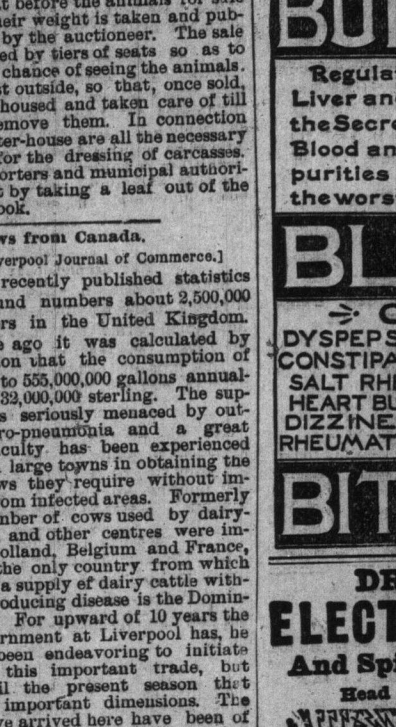 t before the animals for sale
eir weight is taken and pub-
by the auctioneer. The sale
ed by tiers of seats so as to
chance of seeing the animals.
t outside, so that, once sold,
housed and taken care of till
emove them. In connection
ter-house are all the necessary
for the dressing of carcasses.
orters and municipal authori-
t by taking a leaf out of the
ook.
ws from Canada.
verpool Journal of Commerce.]
recently published statistics
und numbers about 2,500,000
rs in the United Kingdom.
e ago it was calculated by
on that the consumption of
to 555,000,000 gallons annual-
32,000,000 sterling. The sup-
s seriously menaced by out-
ro-pneumonia and a great
culty has been experienced
large towns in obtaining the
ws they require without im-
om infected areas. Formerly
nber of cows used by dairy-
and other centres were im-
olland, Belgium and France,
the only country from which
a supply ef dairy cattle with-
oducing disease is the Domin-
For upward of 10 years the
ernment at Liverpool has, he
been endeavoring to initiate
this important trade, but
il the present season that
important dimensions. The
ve arrived here have been of
BU
Regula
Liver an
the Secre
Blood an
purities
the wors
BL
DYSPEPS
CONSTIPA
SALT RHE
HEART BU
DIZZINE
RHEUMAT
BIT
DR
ELECT
And Spi
Head